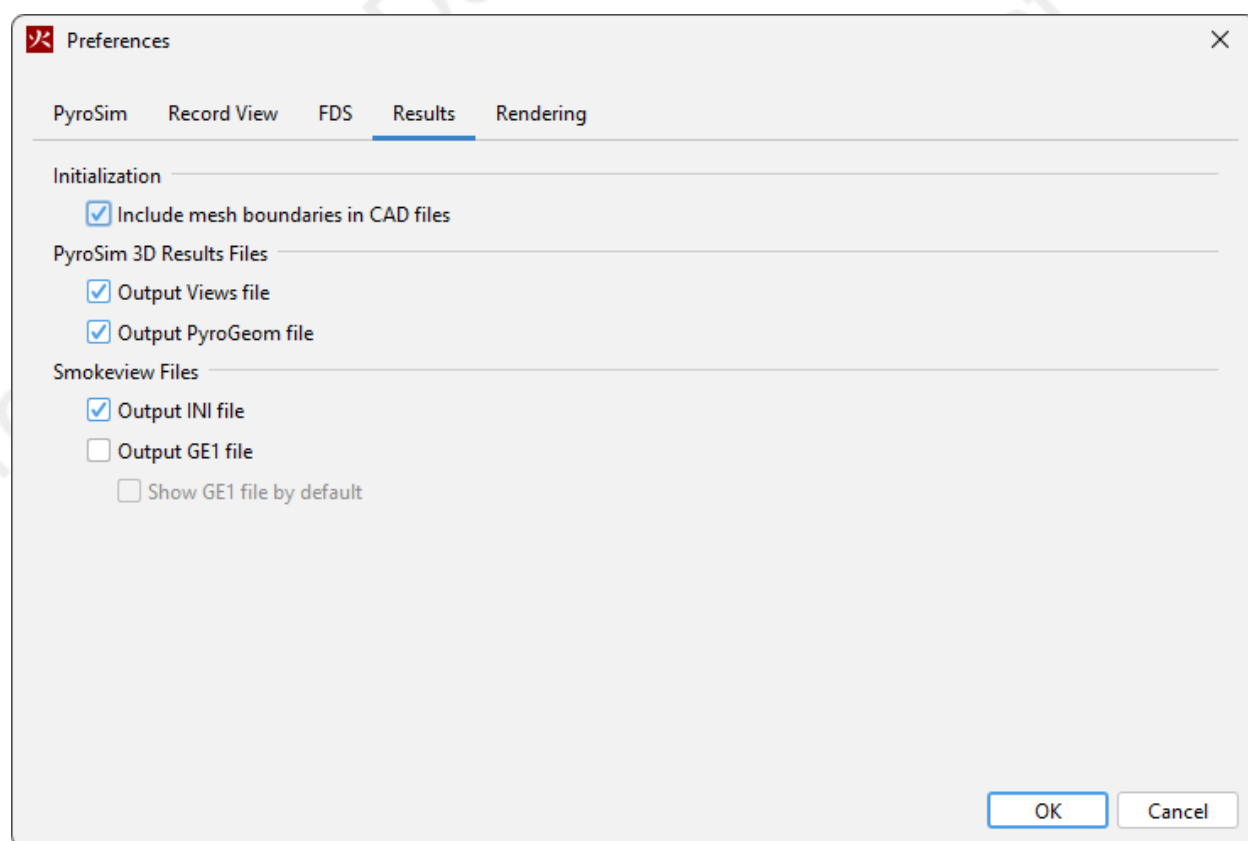 Preferences
PyroSim Record View FDS Results Rendering
Initialization
Include mesh boundaries in CAD files
PyroSim 3D Results Files
Output Views file
Output PyroGeom file
Smokeview Files
Output INI file
Output GE1 file
Show GE1 file by default
OK Cancel